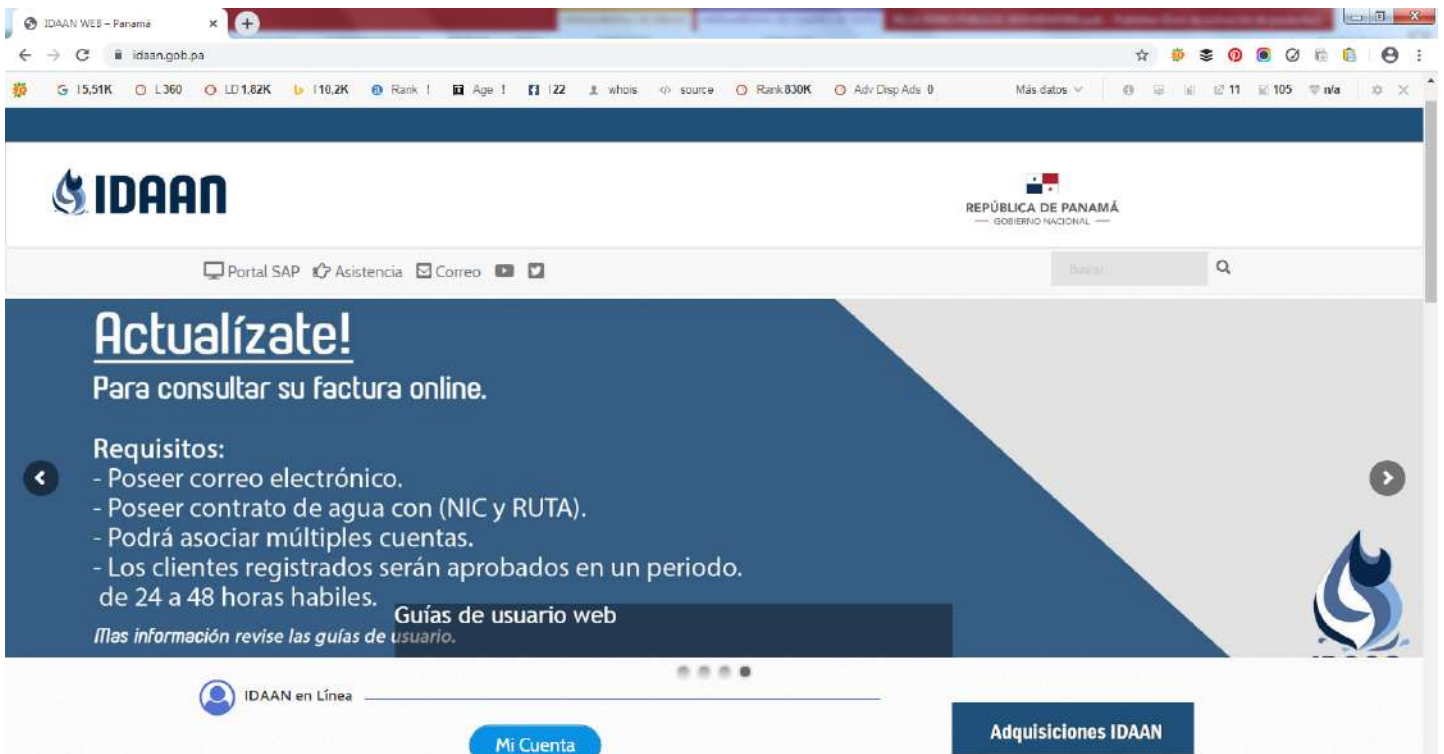 IDAAN WEB – Panamá
idaan.gob.pa
15,51K L 360 LD 1,82K 110,2K Rank Age 122 whois source Rank 830K Adv Disp Ads 0 Más datos 11 105 n/a
IDAAN
REPÚBLICA DE PANAMÁ
— GOBIERNO NACIONAL —
Portal SAP Asistencia Correo
Buscar...
Actualízate!
Para consultar su factura online.
Requisitos:
- Poseer correo electrónico.
- Poseer contrato de agua con (NIC y RUTA).
- Podrá asociar múltiples cuentas.
- Los clientes registrados serán aprobados en un periodo.
de 24 a 48 horas habiles.
Guías de usuario web
Mas información revise las guías de usuario.
IDAAN en Línea
Mi Cuenta
Adquisiciones IDAAN